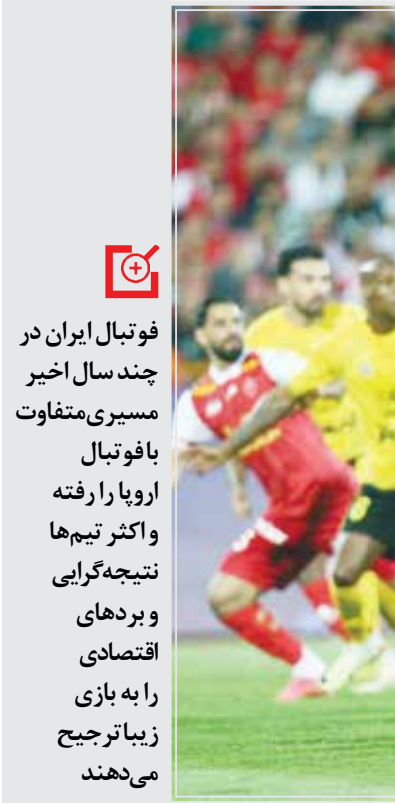 فوتبال ایران در
چند سال اخیر
مسیری‌متفاوت
با فوتبال
اروپا را رفته
و اکثر تیم‌ها
نتیجه‌گرایی
و بردهای
اقتصادی
را به بازی
زیبا ترجیح
می‌دهند